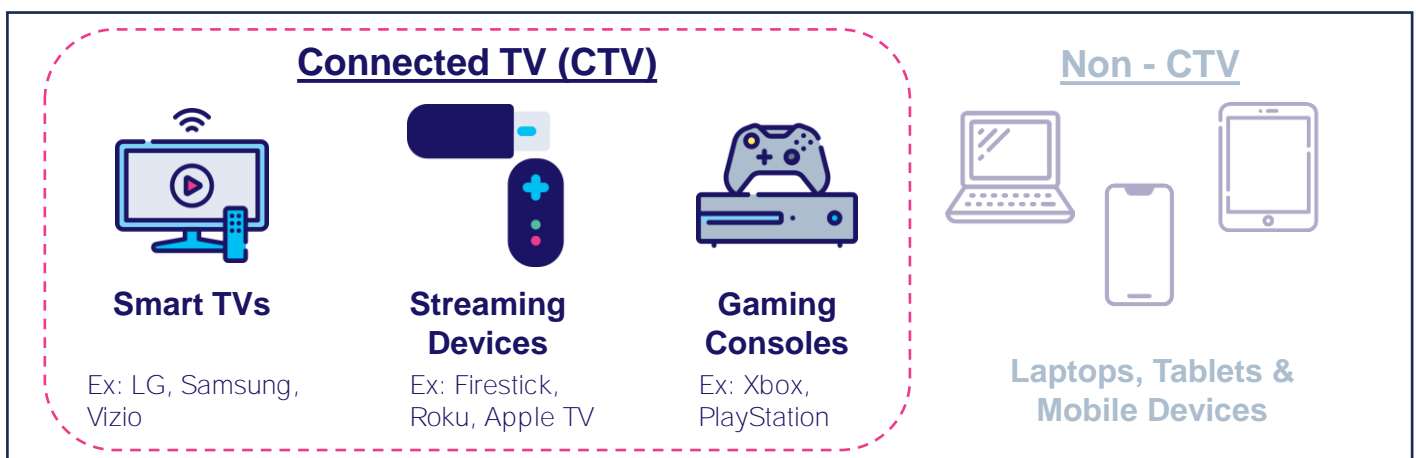 Connected TV (CTV)
Non - CTV
Smart TVs
Streaming
Devices
Gaming
Consoles
Ex: LG, Samsung,
Vizio
Ex: Firestick,
Roku, Apple TV
Ex: Xbox,
PlayStation
Laptops, Tablets &
Mobile Devices